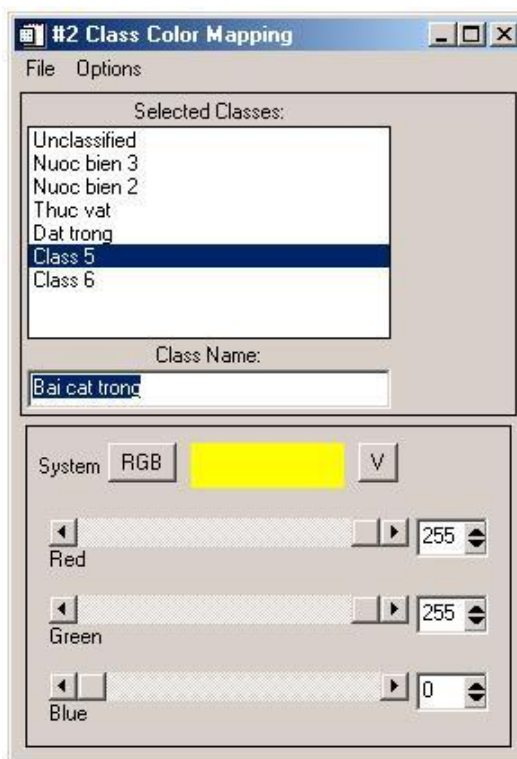 #2 Class Color Mapping
File Options
Selected Classes:
Unclassified
Nuoc bien 3
Nuoc bien 2
Thuc vat
Dat trong
Class 5
Class 6
Class Name:
Bai cat trong
System RGB V
255
Red
255
Green
0
Blue